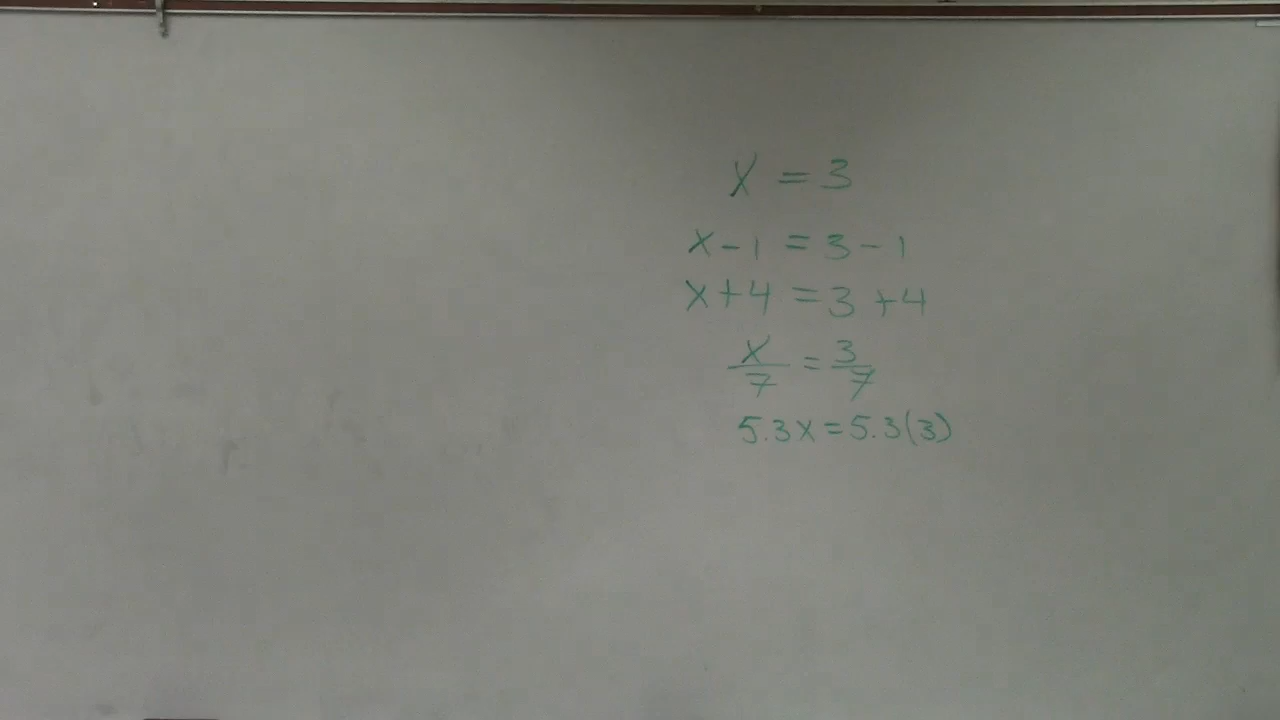 x = 3
x - 1 = 3 - 1
x + 4 = 3 + 4
x/7 = 3/7
5.3x = 5.3(3)